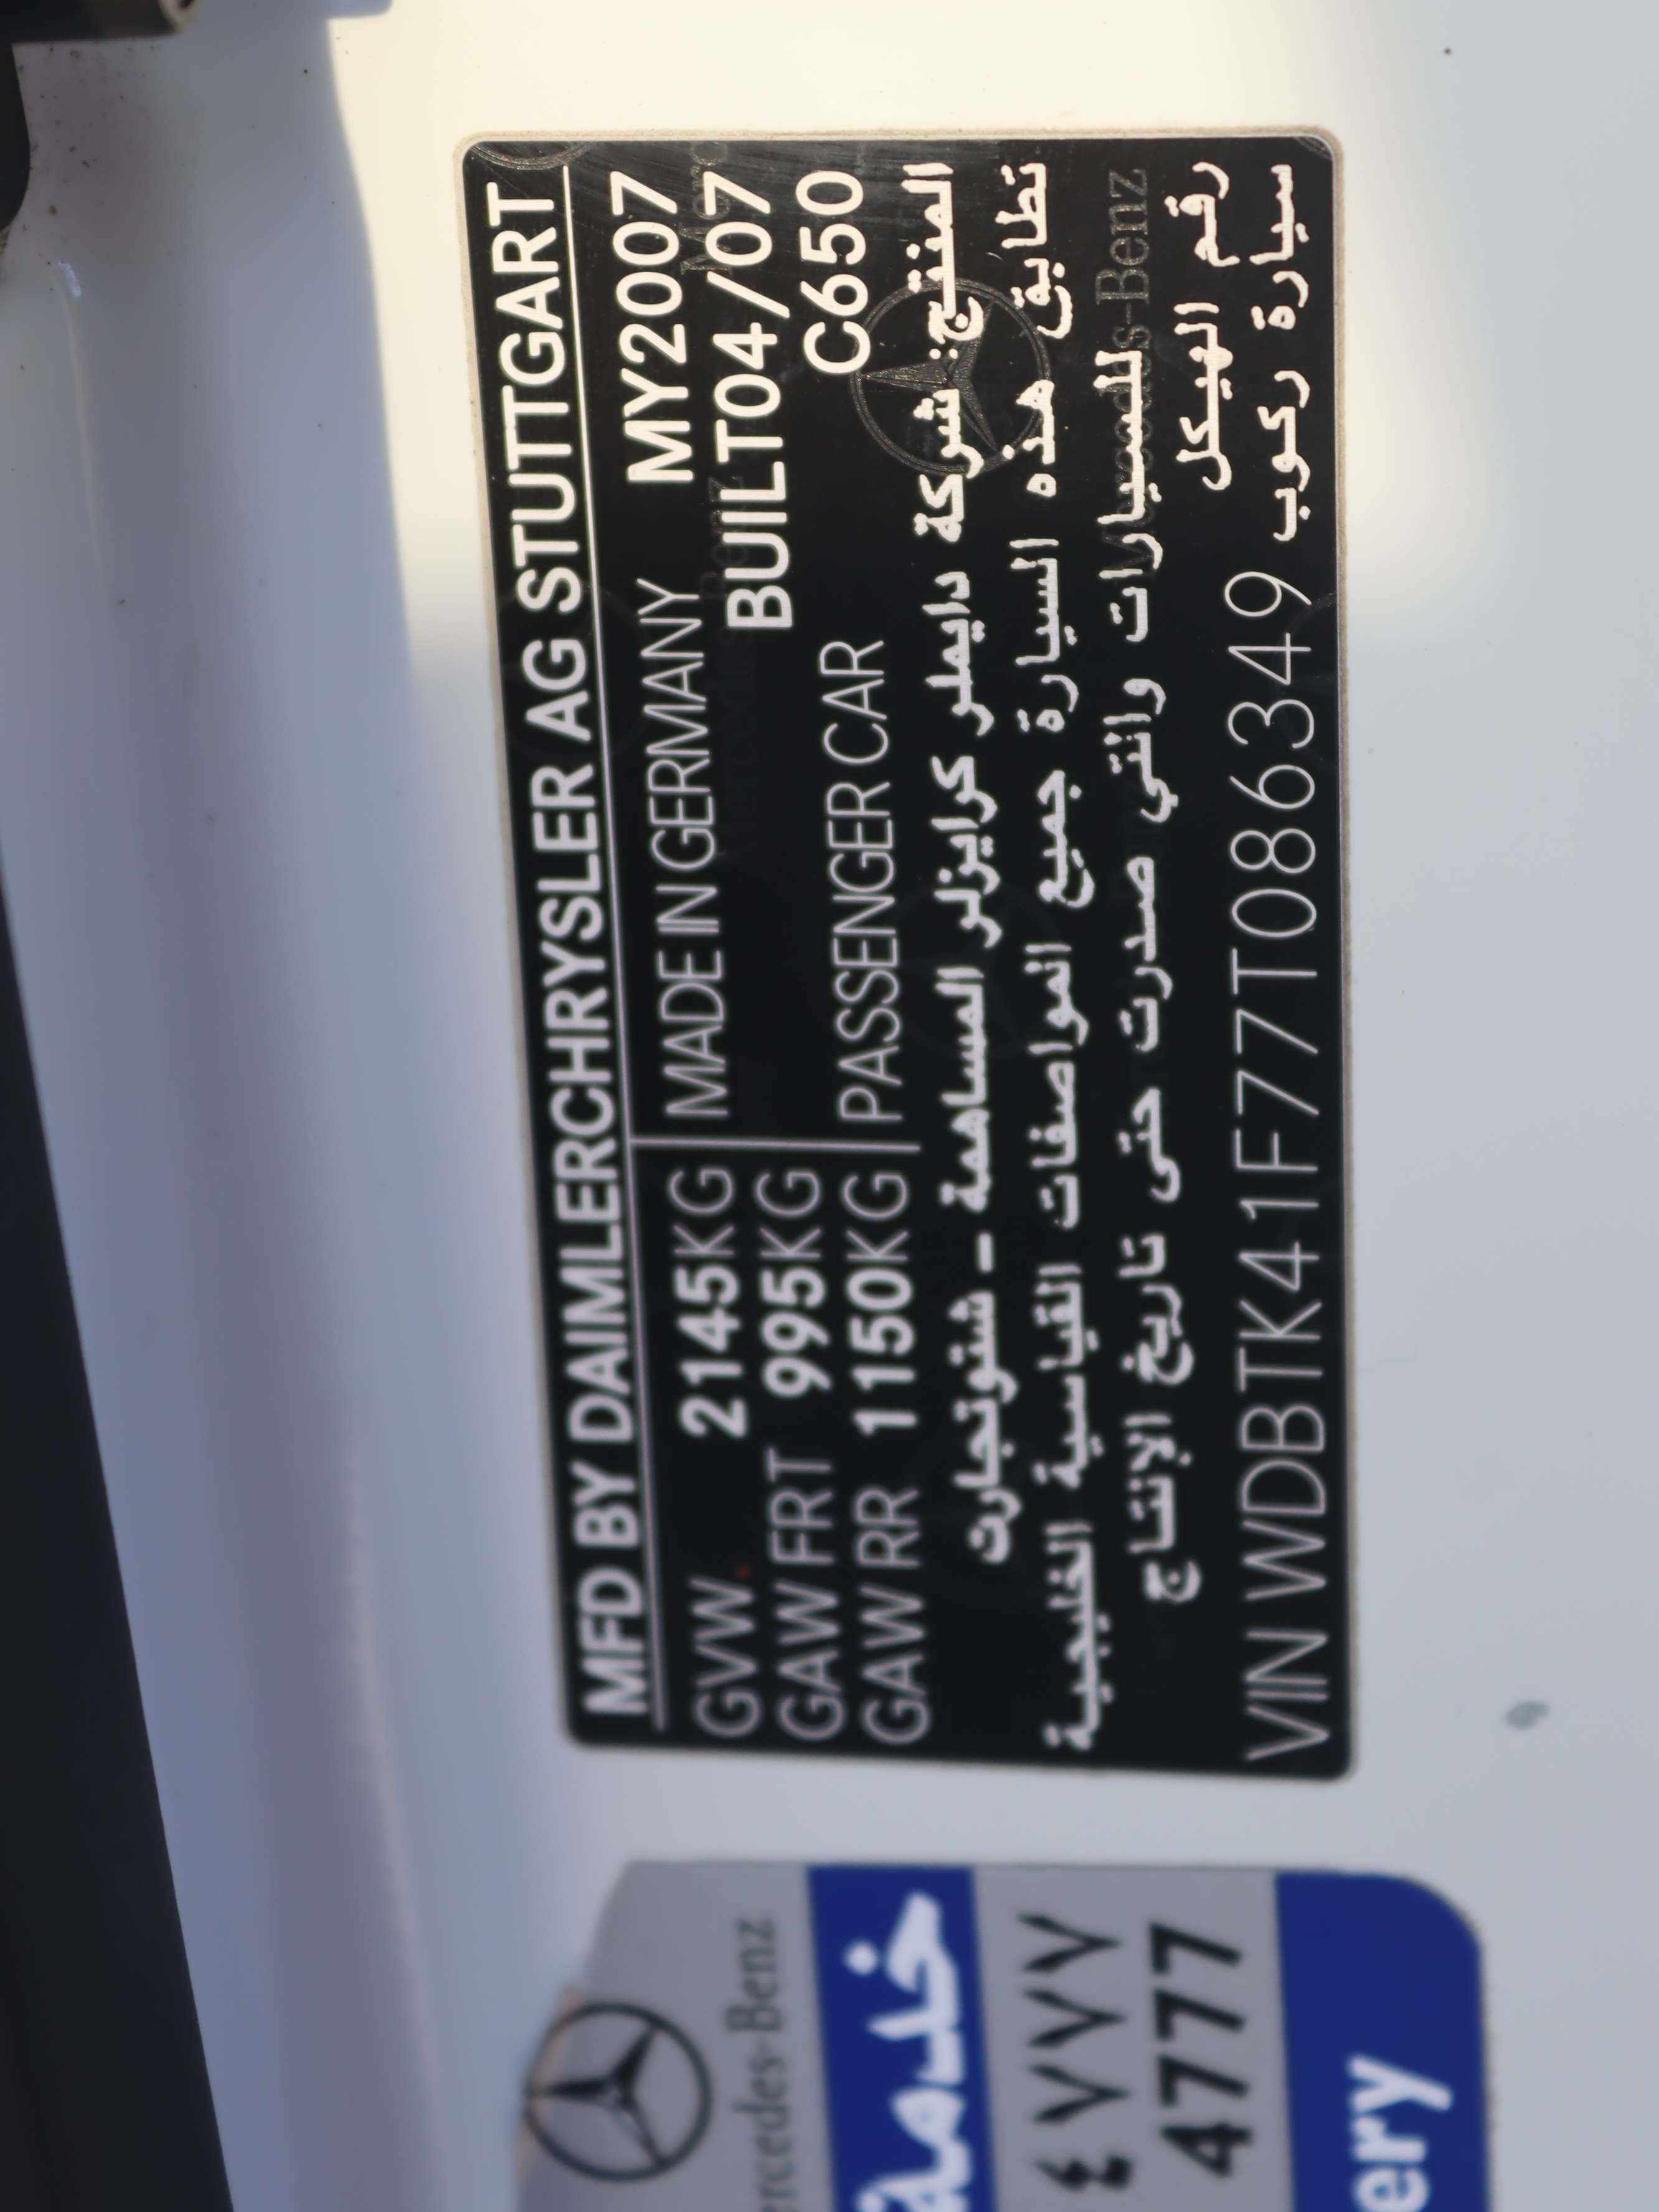 MFD BY DAIMLERCHRYSLER AG STUTTGART
GVW 2145KG MADE IN GERMANY MY2007
GAW FRT 995KG BUILT04/07
GAW RR 1150KG PASSENGER CAR C650
المنتج: شركة دايملر كرايزلر المساهمة - شتوتجارت
تطابق هذه السيارة جميع المواصفات القياسية الخليجية
للسيارات والتي صدرت حتى تاريخ الإنتاج
رقم الهيكل
VIN WDBTK41F77T086349 سيارة ركوب
Mercedes-Benz
خدمة
٤٧٧٧
4777
ery